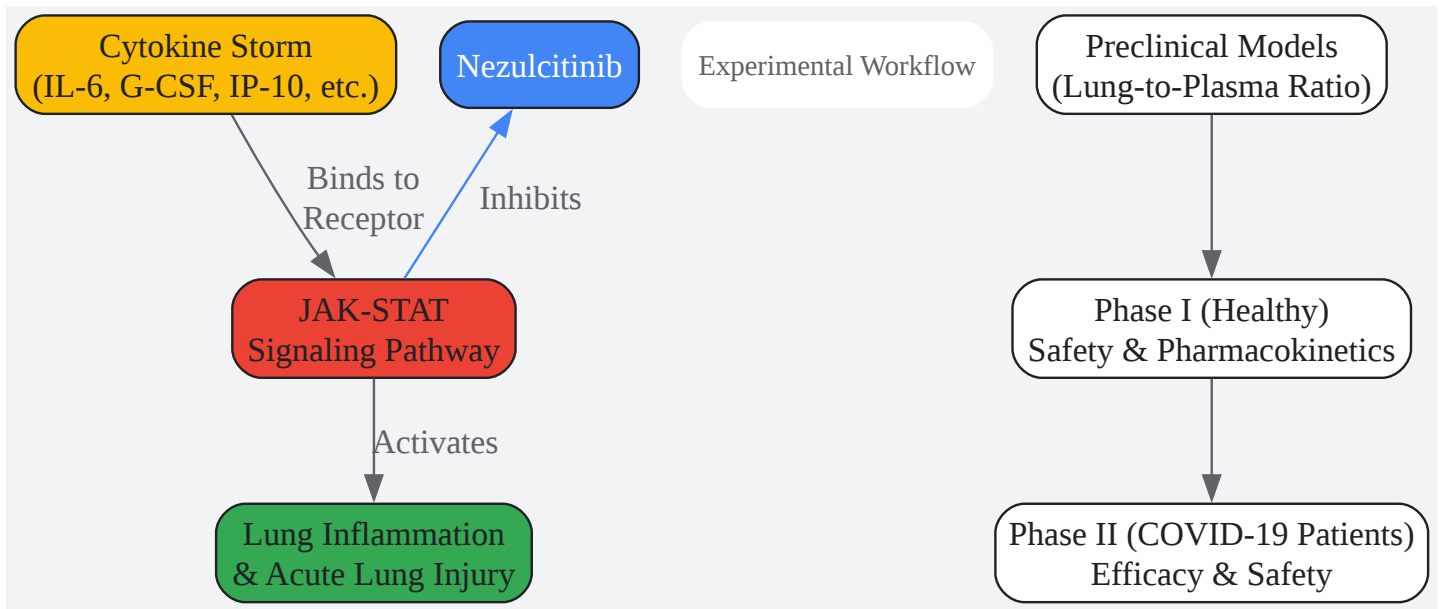 Cytokine Storm
(IL-6, G-CSF, IP-10, etc.)
Nezulcitinib
Experimental Workflow
Preclinical Models
(Lung-to-Plasma Ratio)
Binds to
Receptor
Inhibits
JAK-STAT
Signaling Pathway
Phase I (Healthy)
Safety & Pharmacokinetics
Activates
Lung Inflammation
& Acute Lung Injury
Phase II (COVID-19 Patients)
Efficacy & Safety